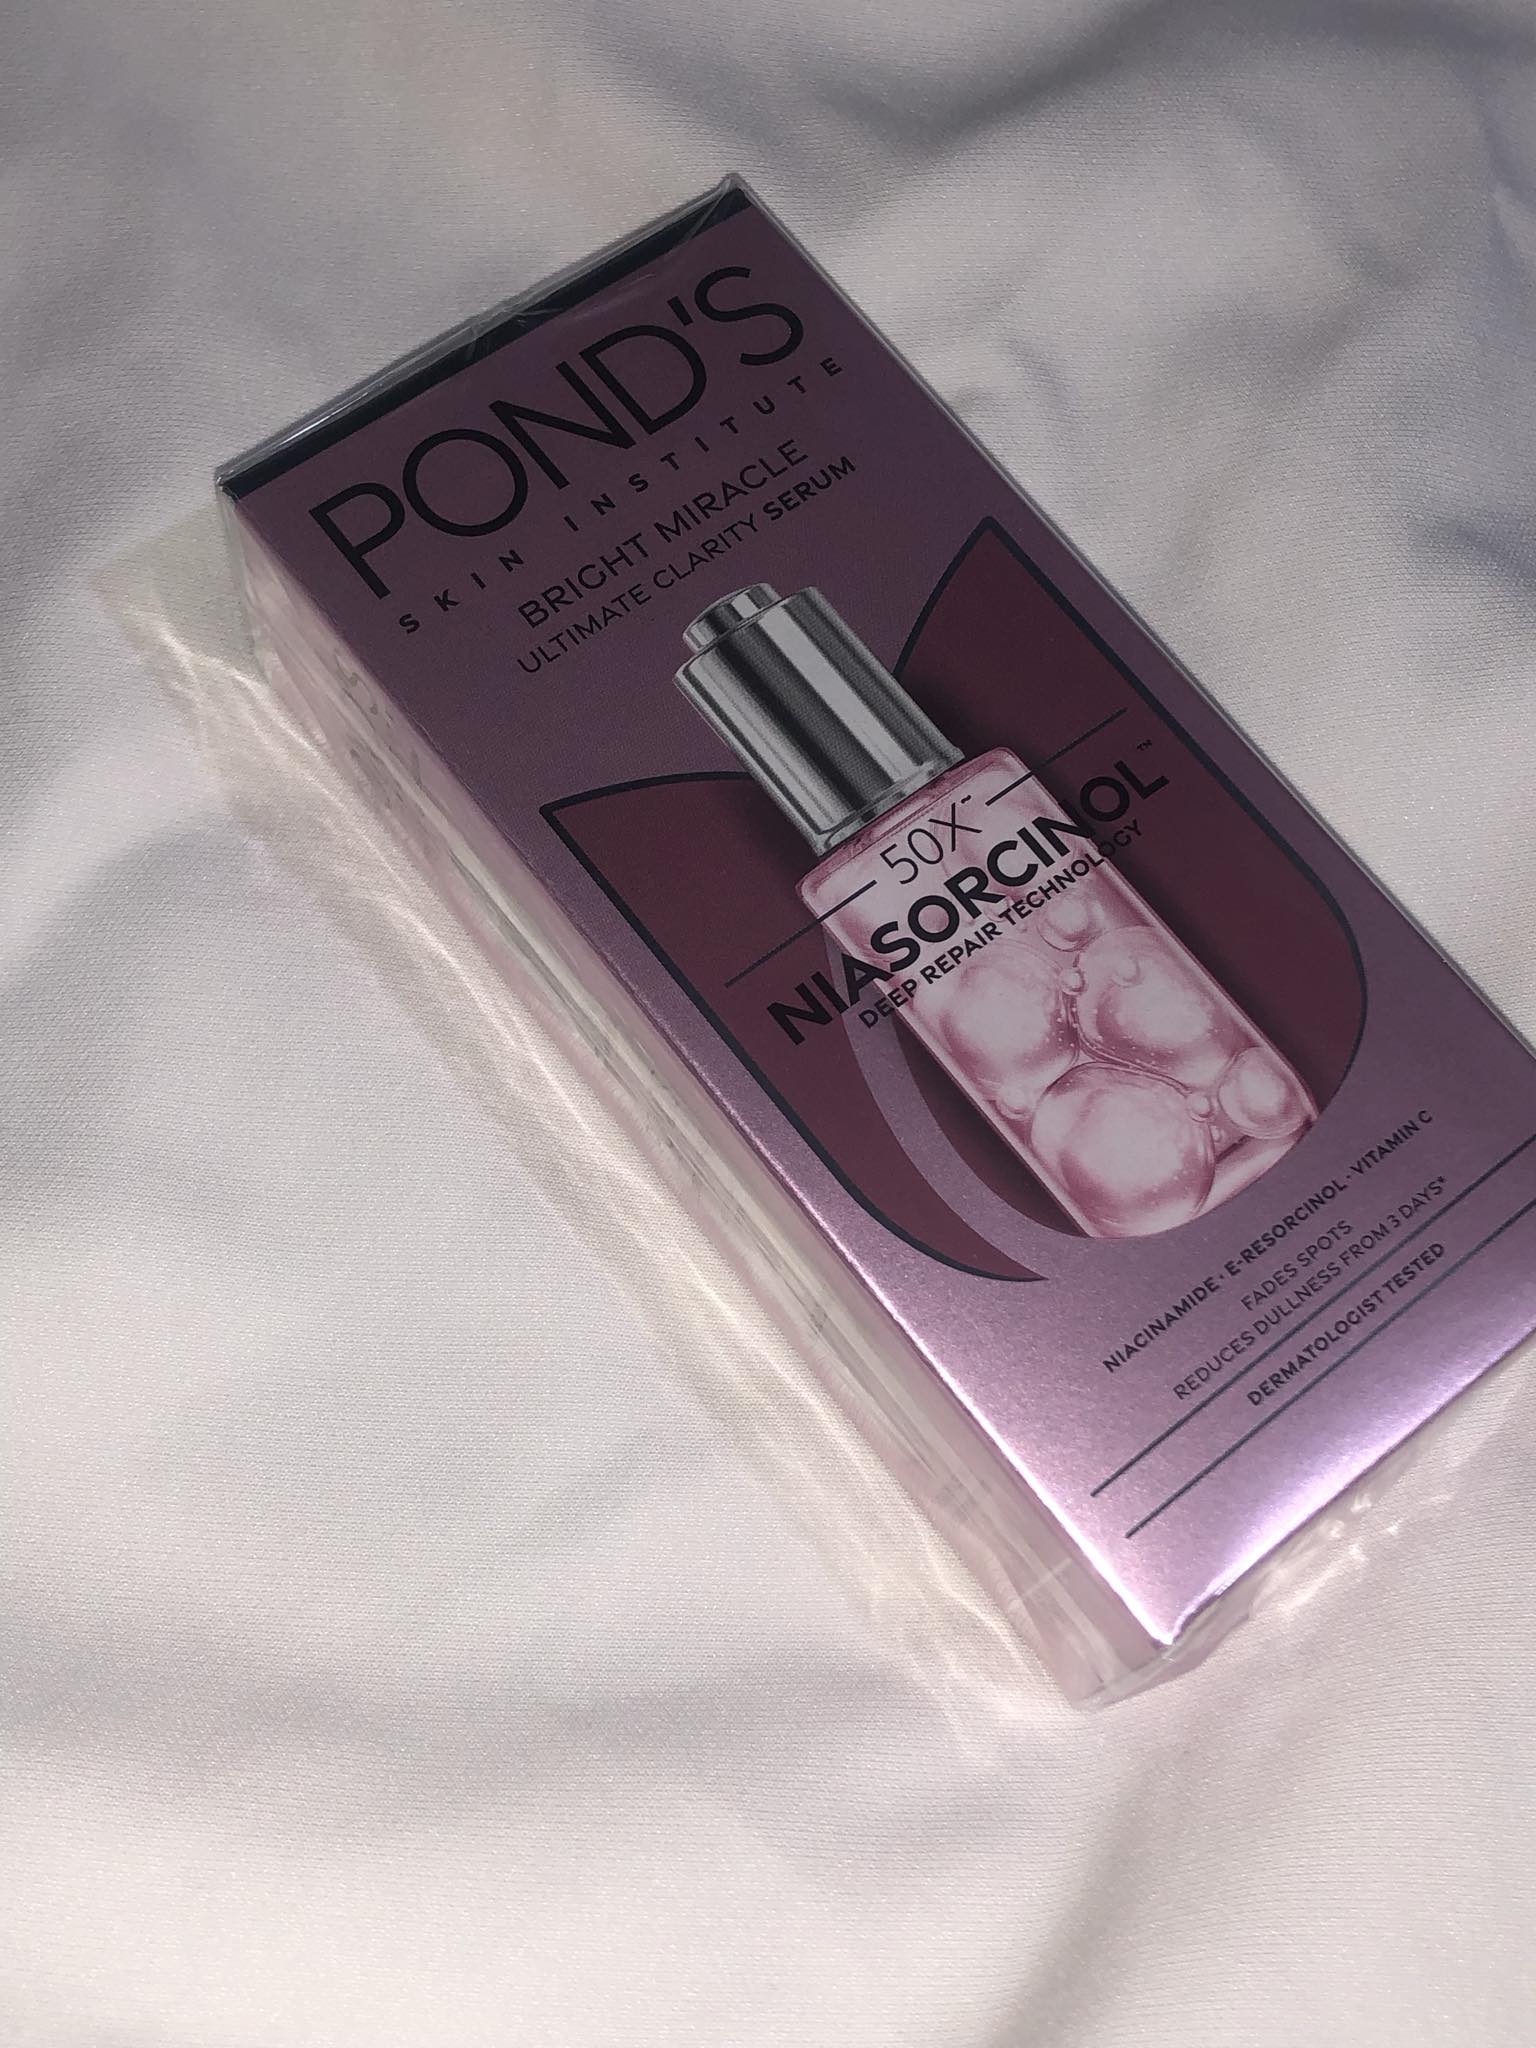 POND'S
SKIN INSTITUTE
BRIGHT MIRACLE
ULTIMATE CLARITY SERUM
50X~
NIASORCINOL™
DEEP REPAIR TECHNOLOGY
NIACINAMIDE · E-RESORCINOL · VITAMIN C
FADES SPOTS
REDUCES DULLNESS FROM 3 DAYS*
DERMATOLOGIST TESTED